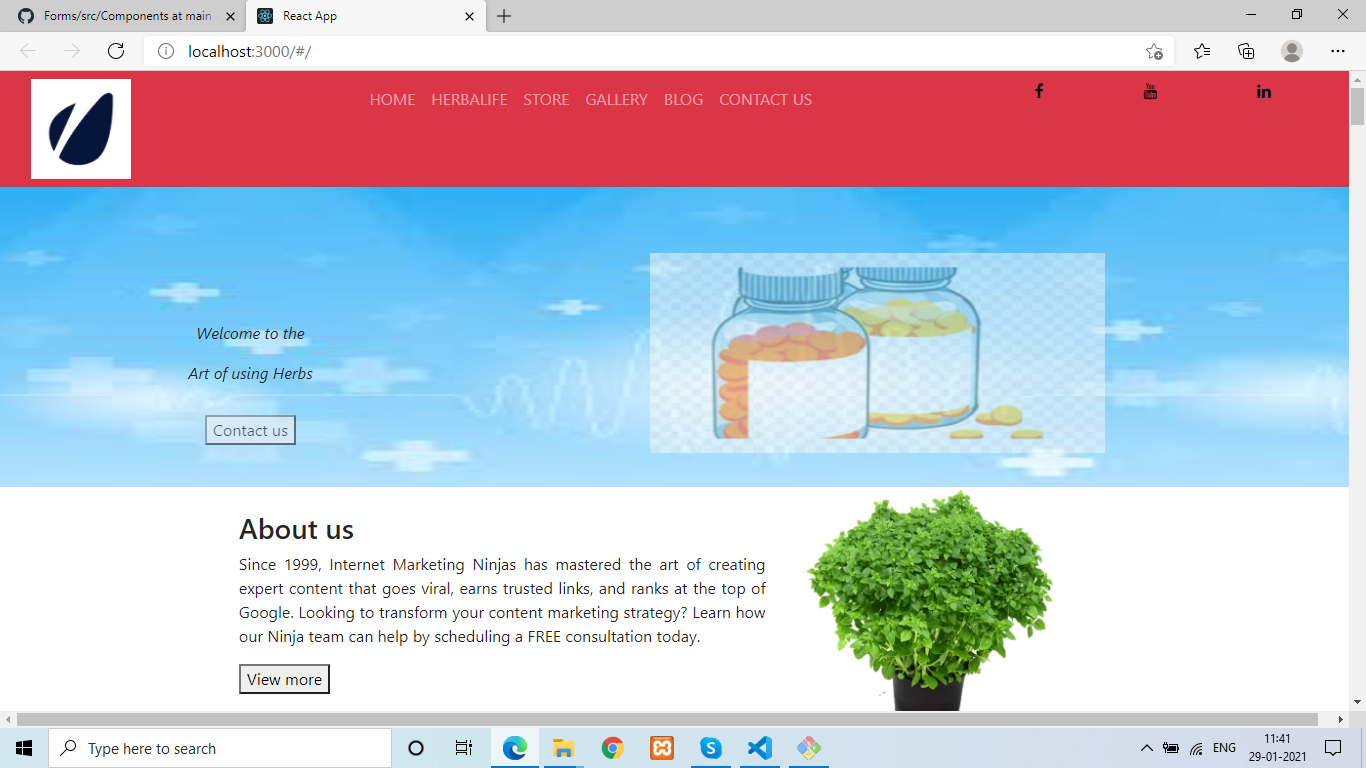 Forms/src/Components at main
React App
localhost:3000/#/
HOME HERBALIFE STORE GALLERY BLOG CONTACT US
You Tube
Welcome to the
Art of using Herbs
Contact us
About us
Since 1999, Internet Marketing Ninjas has mastered the art of creating
expert content that goes viral, earns trusted links, and ranks at the top of
Google. Looking to transform your content marketing strategy? Learn how
our Ninja team can help by scheduling a FREE consultation today.
View more
Type here to search
ENG
11:41
29-01-2021